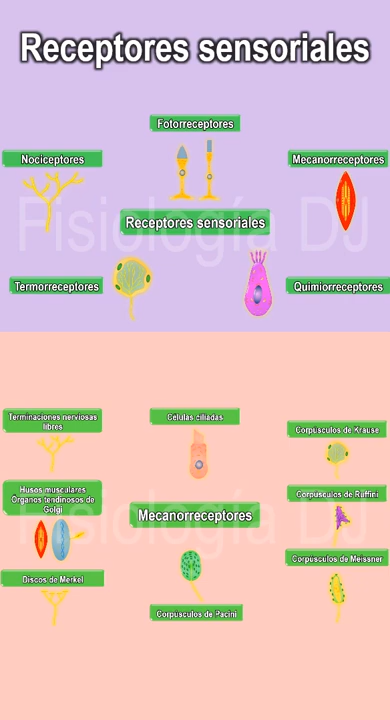 Receptores sensoriales
Fotorreceptores
Nociceptores
Mecanorreceptores
Fisiología DJ
Receptores sensoriales
Termorreceptores
Quimiorreceptores
Terminaciones nerviosas
libres
Células ciliadas
Corpúsculos de Krause
Husos musculares
Órganos tendinosos de
Golgi
Corpúsculos de Ruffini
Fisiología DJ
Mecanorreceptores
Corpúsculos de Meissner
Discos de Merkel
Corpúsculos de Pacini